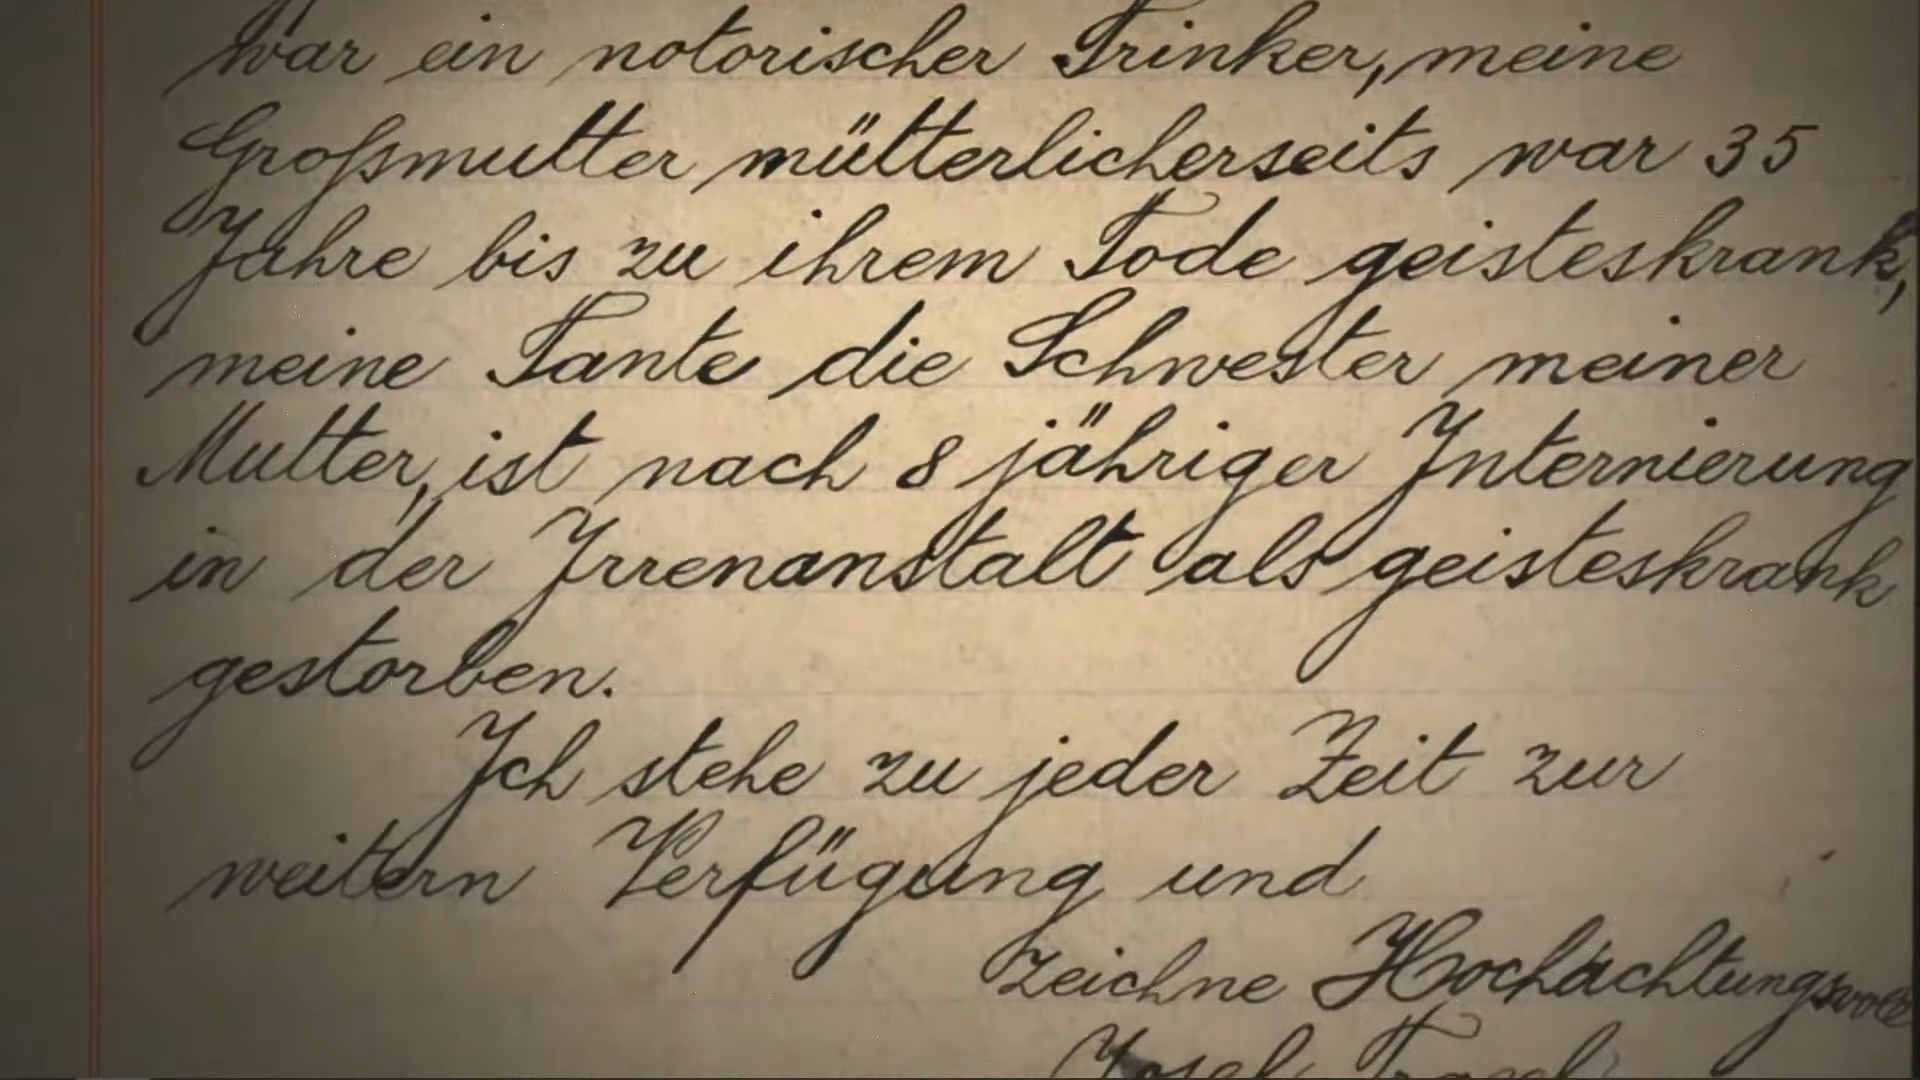 war ein notorischer Trinker, meine
Großmutter mütterlicherseits war 35
Jahre bis zu ihrem Tode geisteskrank,
meine Tante die Schwester meiner
Mutter, ist nach 8 jähriger Internierung
in der Irrenanstalt als geisteskrank
gestorben.
Ich stehe zu jeder Zeit zur
weitern Verfügung und
zeichne Hochachtungsvoll
Josef